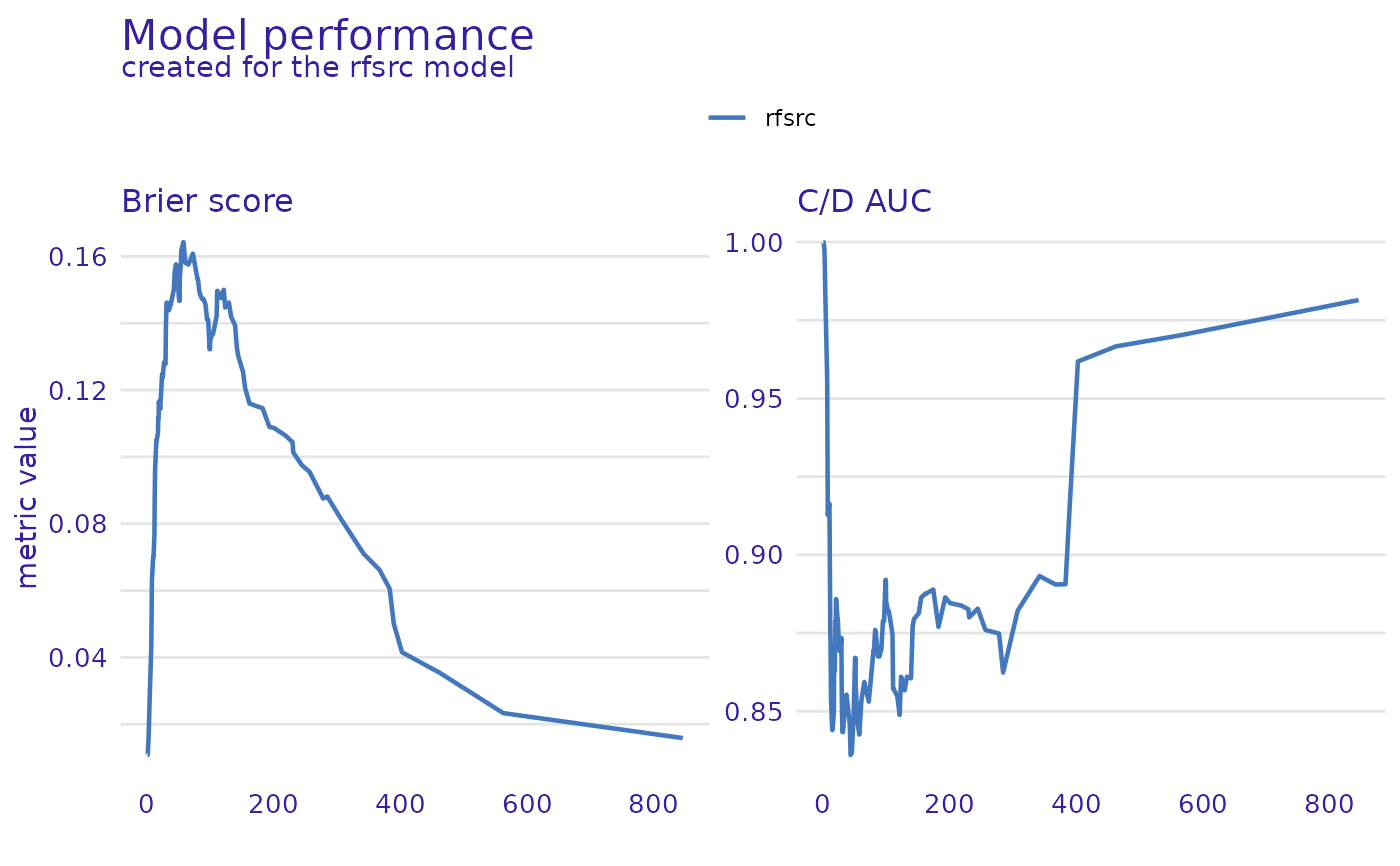 Model performance
created for the rfsrc model
rfsrc
Brier score
C/D AUC
metric value
0.16
0.12
0.08
0.04
1.00
0.95
0.90
0.85
0 200 400 600 800
0 200 400 600 800